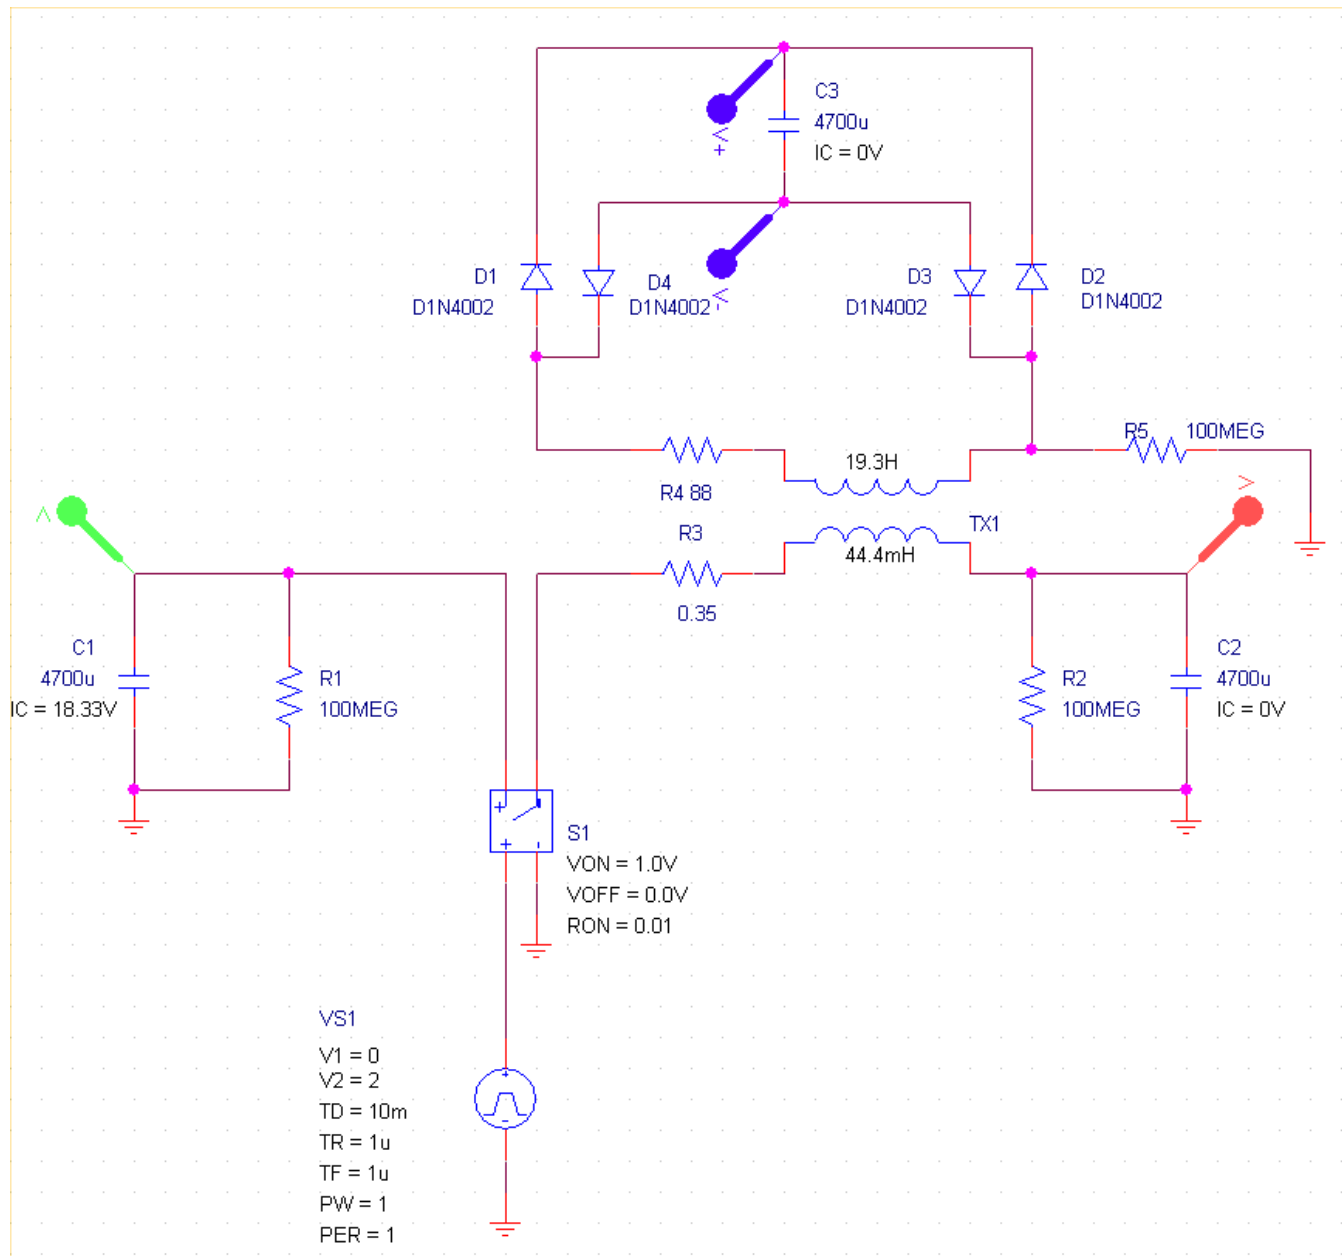 C3
4700u
IC = 0V
V
+
D1
D1N4002
D4
D1N4002
V
-
D3
D1N4002
D2
D1N4002
R5 100MEG
19.3H
R4 88
V
V
TX1
R3
44.4mH
0.35
C1
4700u
IC = 18.33V
R1
100MEG
R2
100MEG
C2
4700u
IC = 0V
+
+ -
S1
VON = 1.0V
VOFF = 0.0V
RON = 0.01
VS1
V1 = 0
V2 = 2
TD = 10m
TR = 1u
TF = 1u
PW = 1
PER = 1
+
-